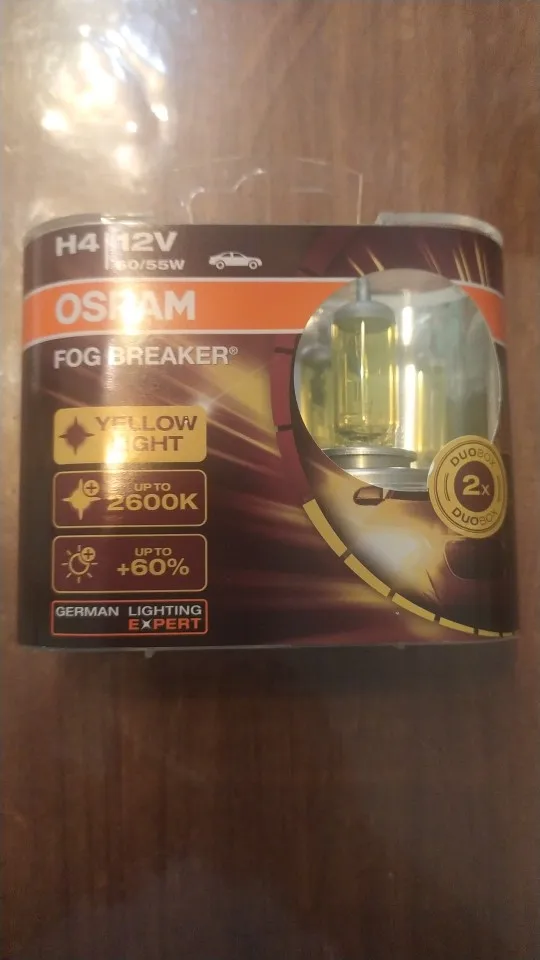 H4 12V
60/55W
OSRAM
FOG BREAKER®
YELLOW
LIGHT
UP TO
2600K
UP TO
+60%
GERMAN LIGHTING
EXPERT
DUOBOX
2x
DUOBOX